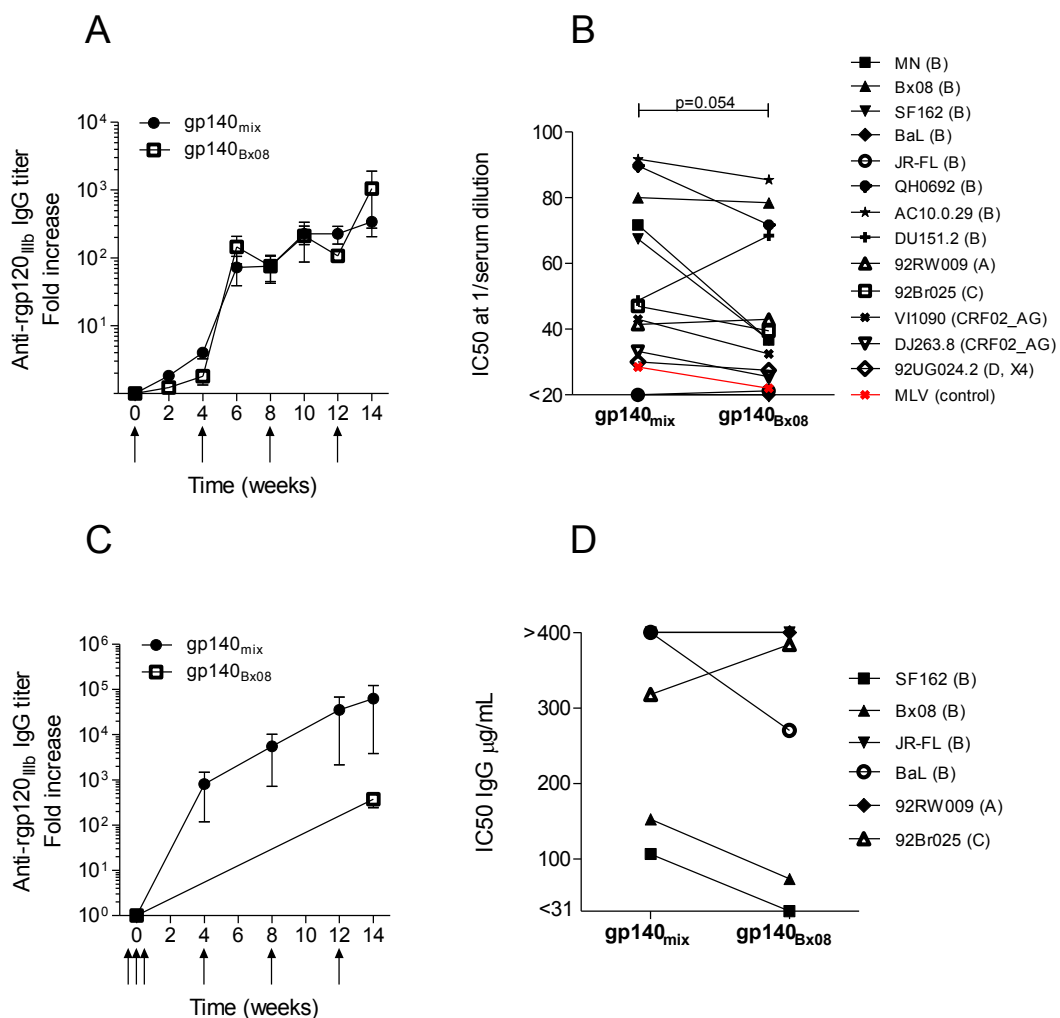 A
Anti-rgp120IIIb IgG titer
Fold increase
gp140mix
gp140Bx08
10^4
10^3
10^2
10^1
0 2 4 6 8 10 12 14
Time (weeks)
B
p=0.054
IC50 at 1/serum dilution
100
80
60
40
<20
gp140mix gp140Bx08
MN (B)
Bx08 (B)
SF162 (B)
BaL (B)
JR-FL (B)
QH0692 (B)
AC10.0.29 (B)
DU151.2 (B)
92RW009 (A)
92Br025 (C)
VI1090 (CRF02_AG)
DJ263.8 (CRF02_AG)
92UG024.2 (D, X4)
MLV (control)
C
Anti-rgp120IIIb IgG titer
Fold increase
gp140mix
gp140Bx08
10^6
10^5
10^4
10^3
10^2
10^1
10^0
0 2 4 6 8 10 12 14
Time (weeks)
D
IC50 IgG μg/mL
>400
300
200
100
<31
gp140mix gp140Bx08
SF162 (B)
Bx08 (B)
JR-FL (B)
BaL (B)
92RW009 (A)
92Br025 (C)